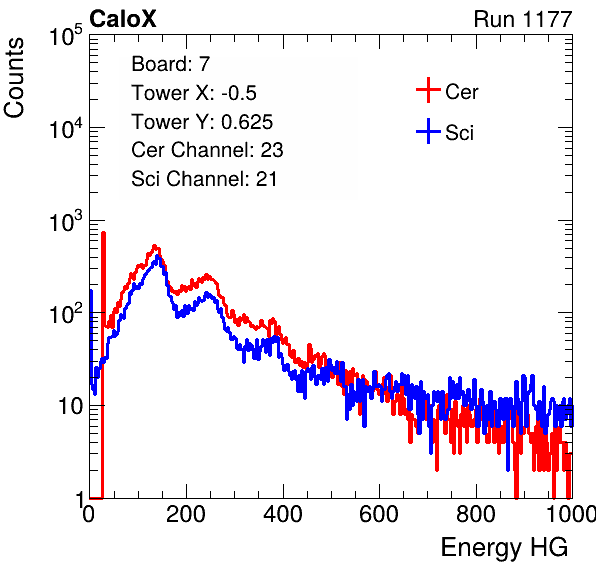 CaloX Run 1177
Counts
10^5
10^4
10^3
10^2
10
1
Board: 7
Tower X: -0.5
Tower Y: 0.625
Cer Channel: 23
Sci Channel: 21
Cer
Sci
0 200 400 600 800 1000
Energy HG